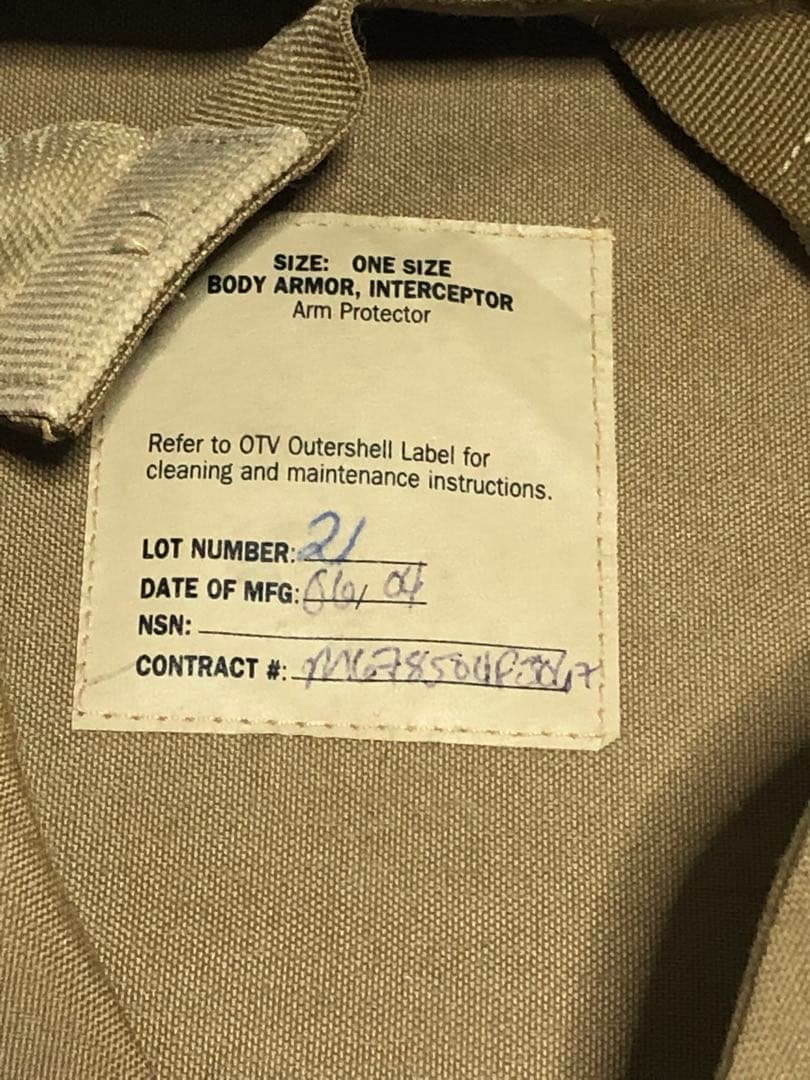 SIZE: ONE SIZE
BODY ARMOR, INTERCEPTOR
Arm Protector
Refer to OTV Outershell Label for
cleaning and maintenance instructions.
LOT NUMBER: 21
DATE OF MFG: 06/04
NSN:
CONTRACT #: